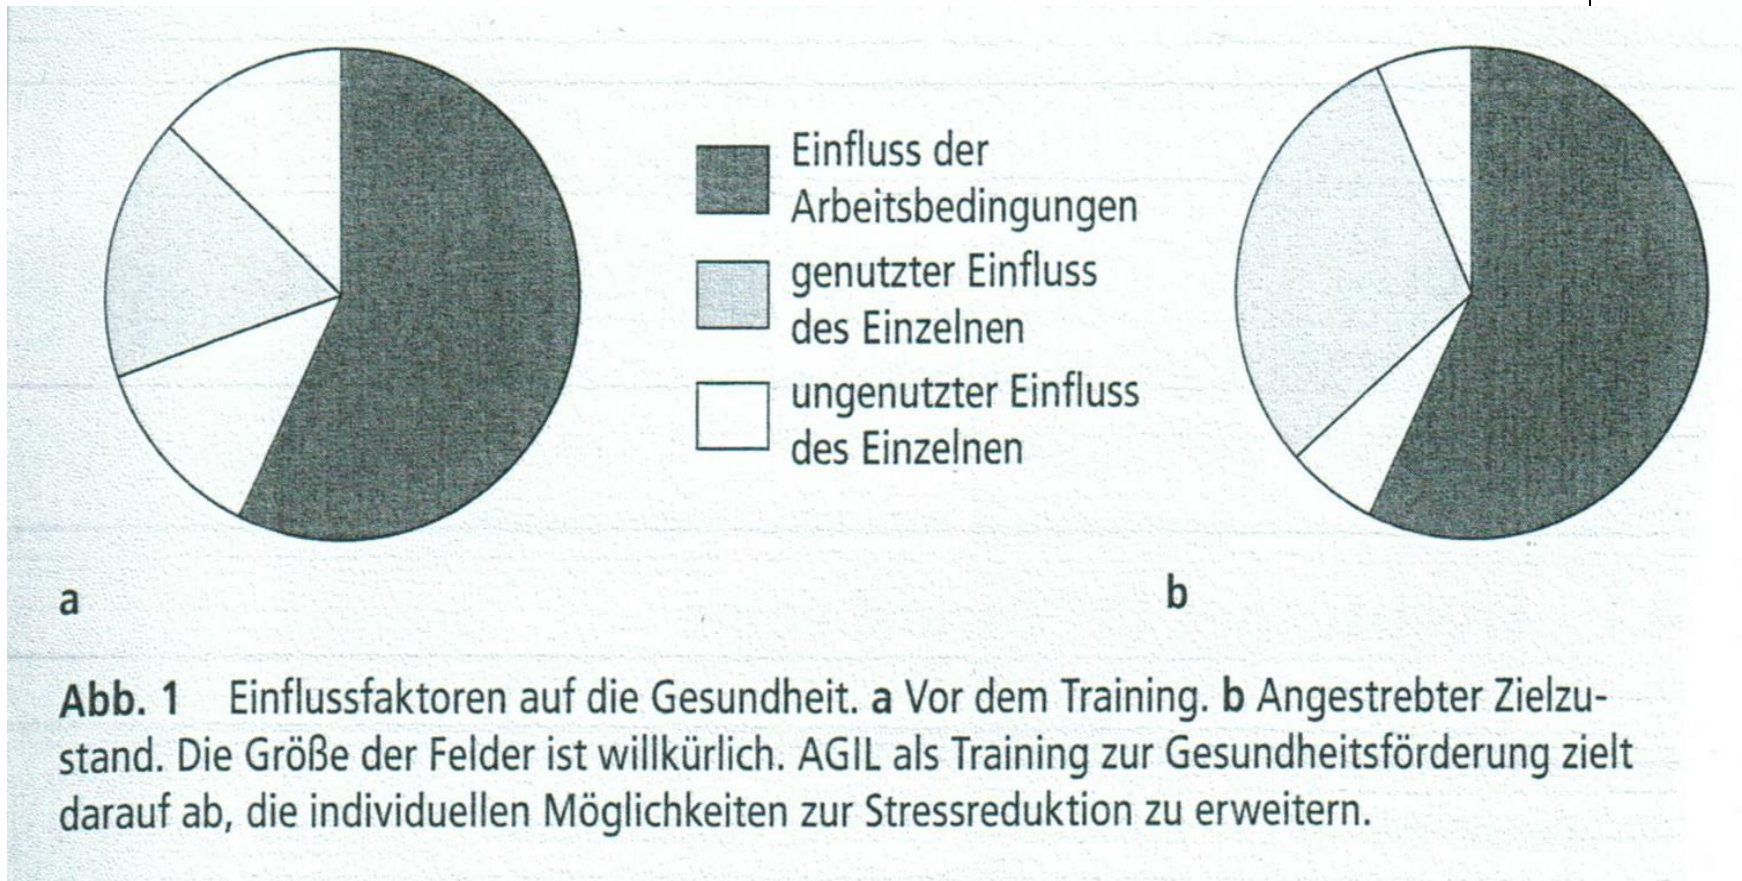 Einfluss der
Arbeitsbedingungen
genutzter Einfluss
des Einzelnen
ungenutzter Einfluss
des Einzelnen
a
b
Abb. 1 Einflussfaktoren auf die Gesundheit. a Vor dem Training. b Angestrebter Zielzu-
stand. Die Größe der Felder ist willkürlich. AGIL als Training zur Gesundheitsförderung zielt
darauf ab, die individuellen Möglichkeiten zur Stressreduktion zu erweitern.